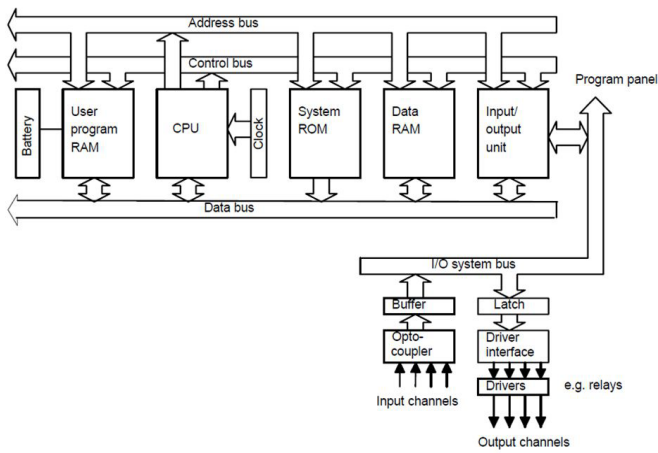 Address bus
Control bus
Program panel
Battery
User
program
RAM
CPU
Clock
System
ROM
Data
RAM
Input/
output
unit
Data bus
I/O system bus
Buffer
Latch
Opto-
coupler
Driver
interface
Drivers
e.g. relays
Input channels
Output channels